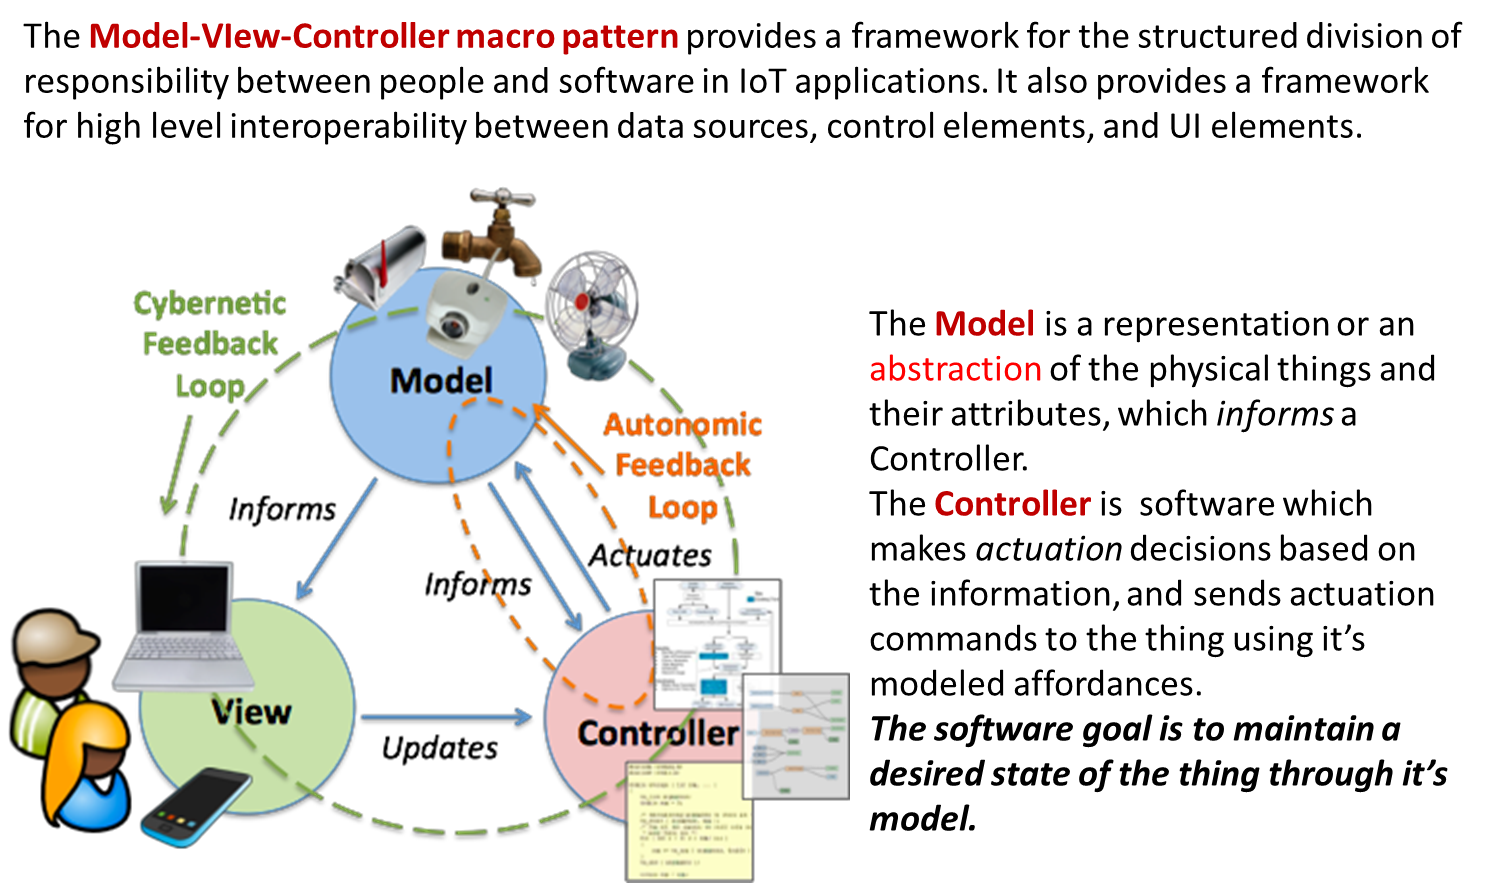 The Model-VIew-Controller macro pattern provides a framework for the structured division of
responsibility between people and software in IoT applications. It also provides a framework
for high level interoperability between data sources, control elements, and UI elements.
Cybernetic
Feedback
Loop
Model
Autonomic
Feedback
Loop
Informs
Informs
Actuates
View
Updates
Controller
The Model is a representation or an
abstraction of the physical things and
their attributes, which informs a
Controller.
The Controller is software which
makes actuation decisions based on
the information, and sends actuation
commands to the thing using it’s
modeled affordances.
The software goal is to maintain a
desired state of the thing through it’s
model.